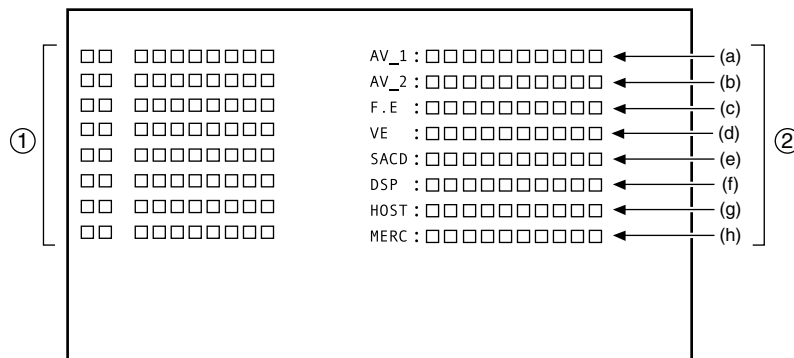 ① ②
□□ □□□□□□□□ AV_1 : □□□□□□□□□□ (a)
□□ □□□□□□□□ AV_2 : □□□□□□□□□□ (b)
□□ □□□□□□□□ F.E : □□□□□□□□□□ (c)
□□ □□□□□□□□ VE : □□□□□□□□□□ (d)
□□ □□□□□□□□ SACD : □□□□□□□□□□ (e)
□□ □□□□□□□□ DSP : □□□□□□□□□□ (f)
□□ □□□□□□□□ HOST : □□□□□□□□□□ (g)
□□ □□□□□□□□ MERC : □□□□□□□□□□ (h)